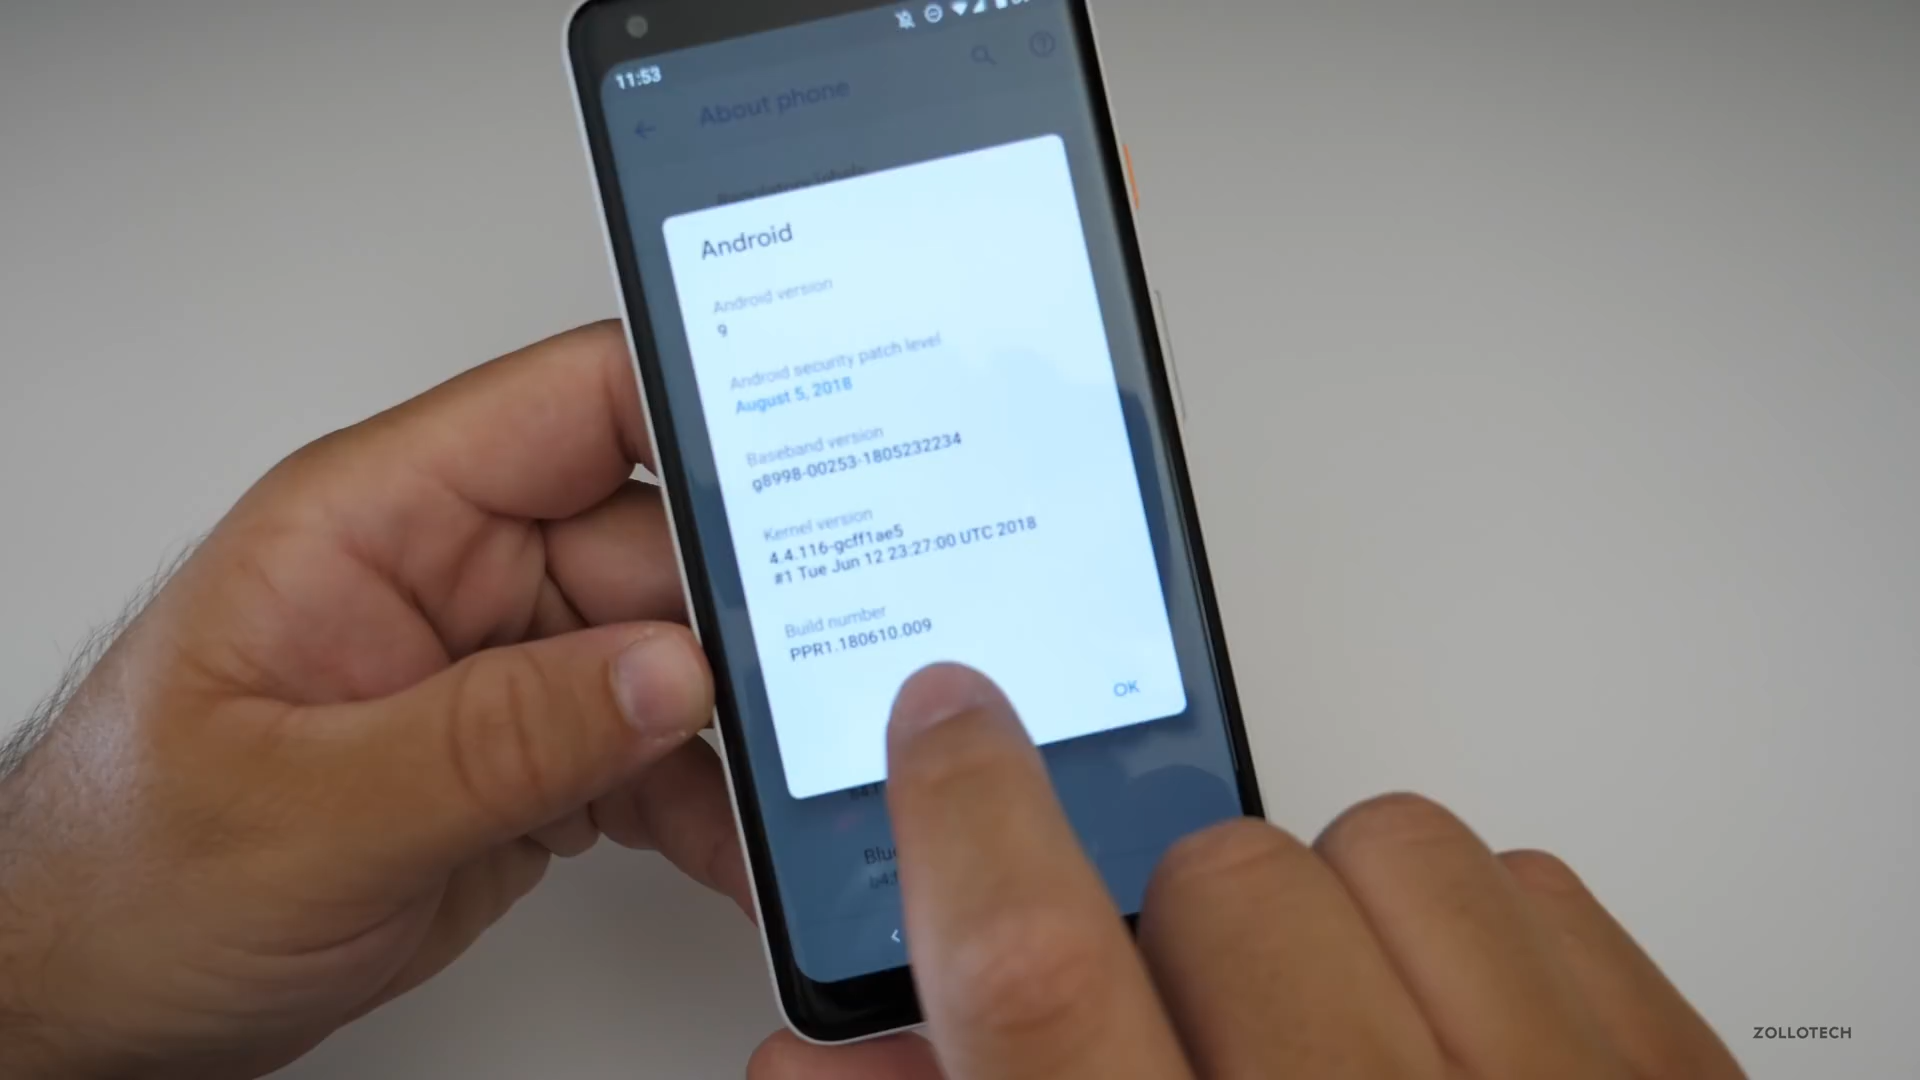 11:53
About phone
Regulatory labels
Android
Android version
9
Android security patch level
August 5, 2018
Baseband version
g8998-00253-1805232234
Kernel version
4.4.116-gcff1ae5
#1 Tue Jun 12 23:27:00 UTC 2018
Build number
PPR1.180610.009
OK
ZOLLOTECH